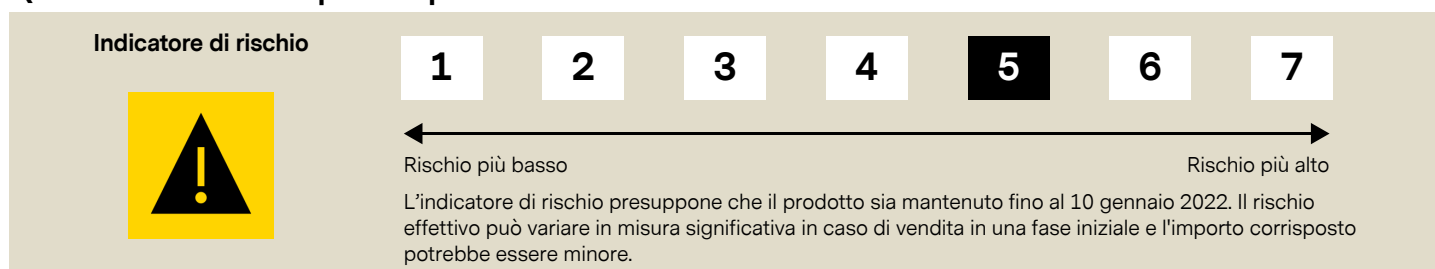 Indicatore di rischio
1 2 3 4 5 6 7
!
Rischio più basso Rischio più alto
L'indicatore di rischio presuppone che il prodotto sia mantenuto fino al 10 gennaio 2022. Il rischio
effettivo può variare in misura significativa in caso di vendita in una fase iniziale e l'importo corrisposto
potrebbe essere minore.